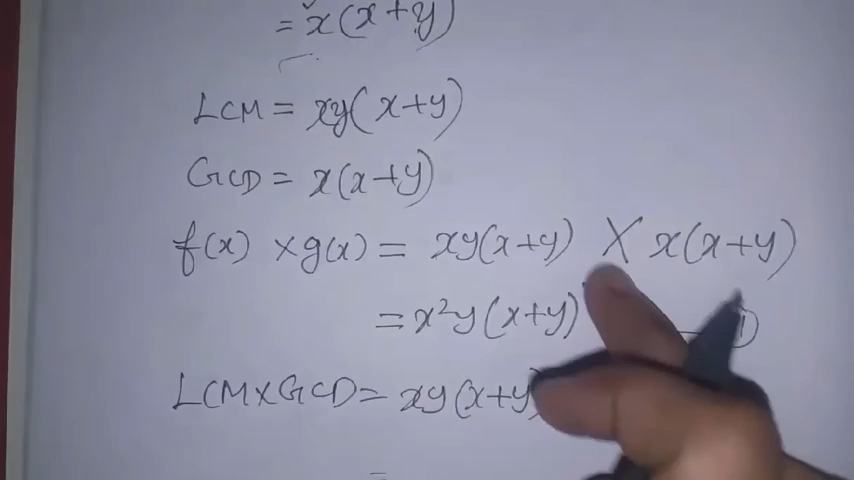 = x(x+y)
LCM = xy(x+y)
GCD = x(x+y)
f(x) × g(x) = xy(x+y) × x(x+y)
= x²y(x+y)
LCM×GCD = xy(x+y)
=